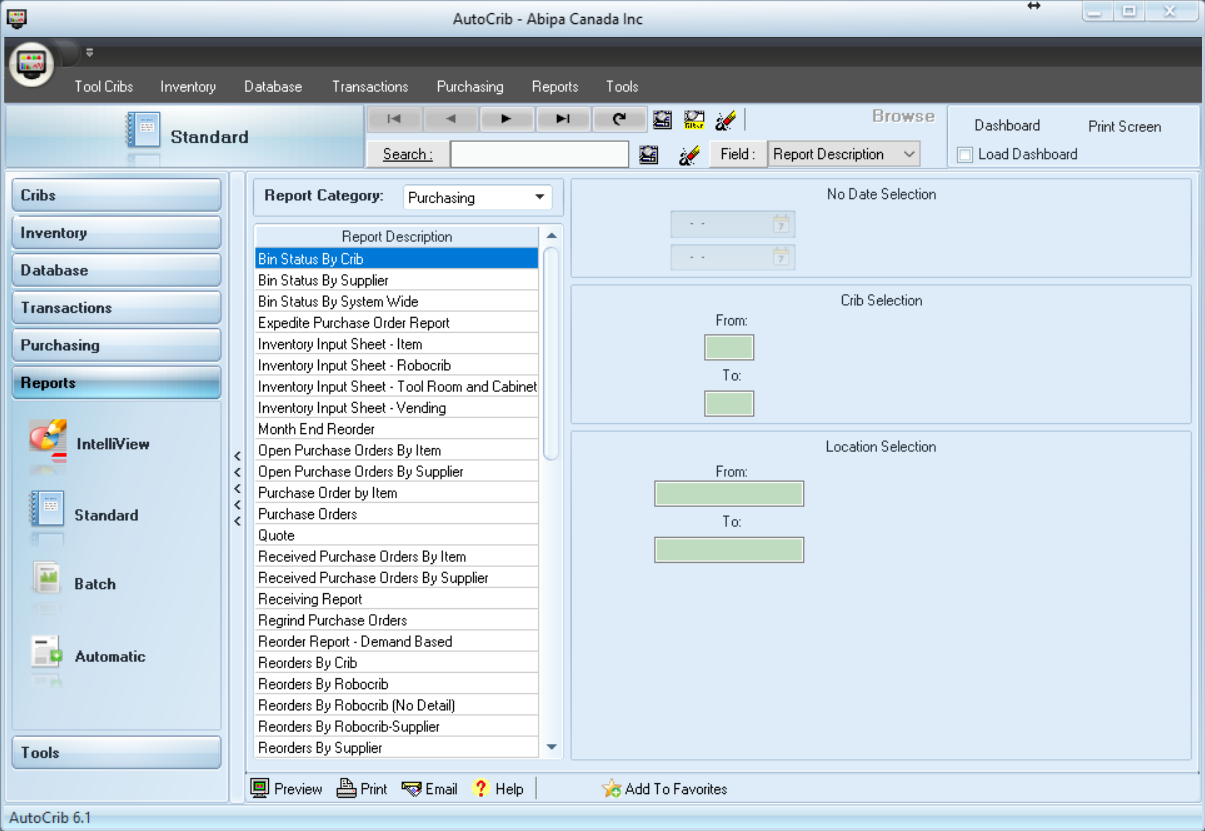 AutoCrib - Abipa Canada Inc
Tool Cribs Inventory Database Transactions Purchasing Reports Tools
Standard
Browse
Search :
Field :
Report Description
Dashboard
Print Screen
Load Dashboard
Cribs
Inventory
Database
Transactions
Purchasing
Reports
IntelliView
Standard
Batch
Automatic
Tools
Report Category:
Purchasing
Report Description
Bin Status By Crib
Bin Status By Supplier
Bin Status By System Wide
Expedite Purchase Order Report
Inventory Input Sheet - Item
Inventory Input Sheet - Robocrib
Inventory Input Sheet - Tool Room and Cabinet
Inventory Input Sheet - Vending
Month End Reorder
Open Purchase Orders By Item
Open Purchase Orders By Supplier
Purchase Order by Item
Purchase Orders
Quote
Received Purchase Orders By Item
Received Purchase Orders By Supplier
Receiving Report
Regrind Purchase Orders
Reorder Report - Demand Based
Reorders By Crib
Reorders By Robocrib
Reorders By Robocrib (No Detail)
Reorders By Robocrib-Supplier
Reorders By Supplier
No Date Selection
- -
7
- -
7
Crib Selection
From:
To:
Location Selection
From:
To:
Preview Print Email ? Help Add To Favorites
AutoCrib 6.1